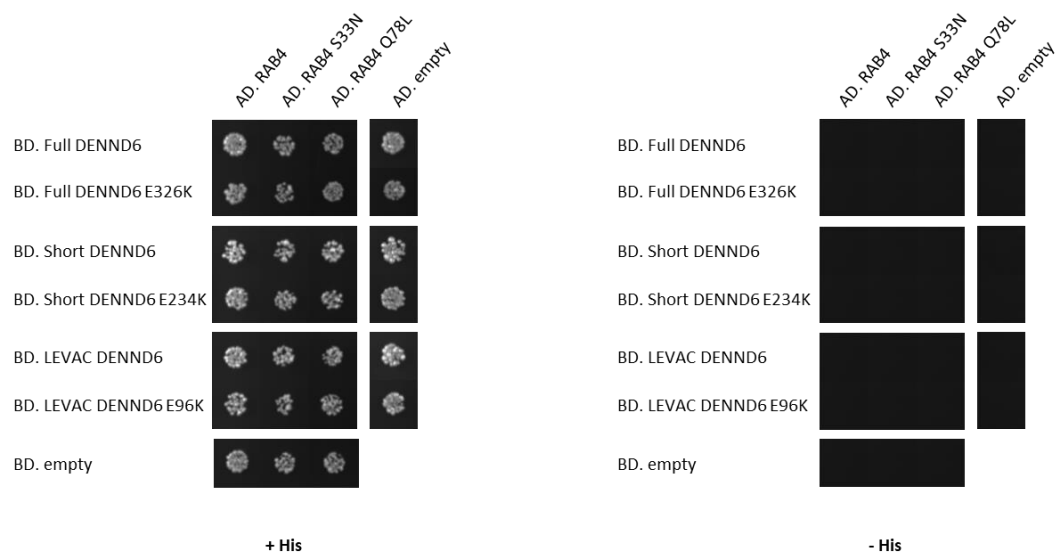 AD. RAB4
AD. RAB4 S33N
AD. RAB4 Q78L
AD. empty
BD. Full DENND6
BD. Full DENND6 E326K
BD. Short DENND6
BD. Short DENND6 E234K
BD. LEVAC DENND6
BD. LEVAC DENND6 E96K
BD. empty
+ His
AD. RAB4
AD. RAB4 S33N
AD. RAB4 Q78L
AD. empty
BD. Full DENND6
BD. Full DENND6 E326K
BD. Short DENND6
BD. Short DENND6 E234K
BD. LEVAC DENND6
BD. LEVAC DENND6 E96K
BD. empty
- His